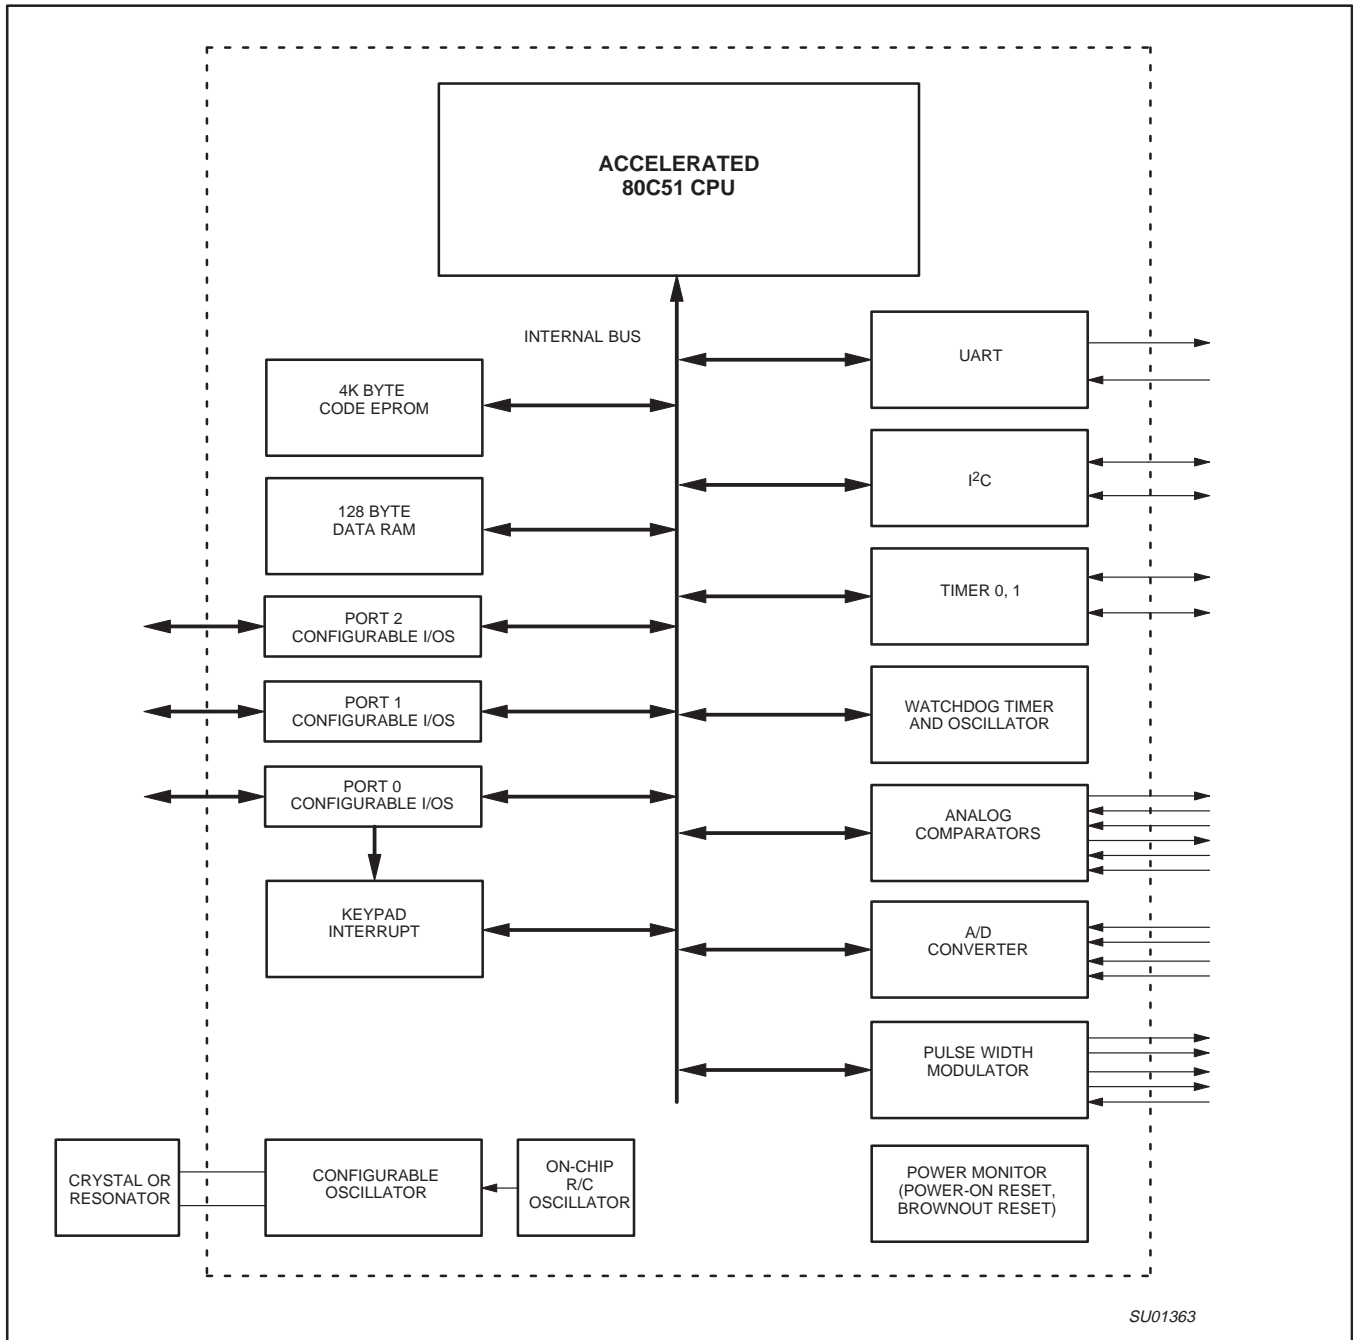 ACCELERATED
80C51 CPU
INTERNAL BUS
4K BYTE
CODE EPROM
128 BYTE
DATA RAM
PORT 2
CONFIGURABLE I/OS
PORT 1
CONFIGURABLE I/OS
PORT 0
CONFIGURABLE I/OS
KEYPAD
INTERRUPT
UART
I²C
TIMER 0, 1
WATCHDOG TIMER
AND OSCILLATOR
ANALOG
COMPARATORS
A/D
CONVERTER
PULSE WIDTH
MODULATOR
CRYSTAL OR
RESONATOR
CONFIGURABLE
OSCILLATOR
ON-CHIP
R/C
OSCILLATOR
POWER MONITOR
(POWER-ON RESET,
BROWNOUT RESET)
SU01363